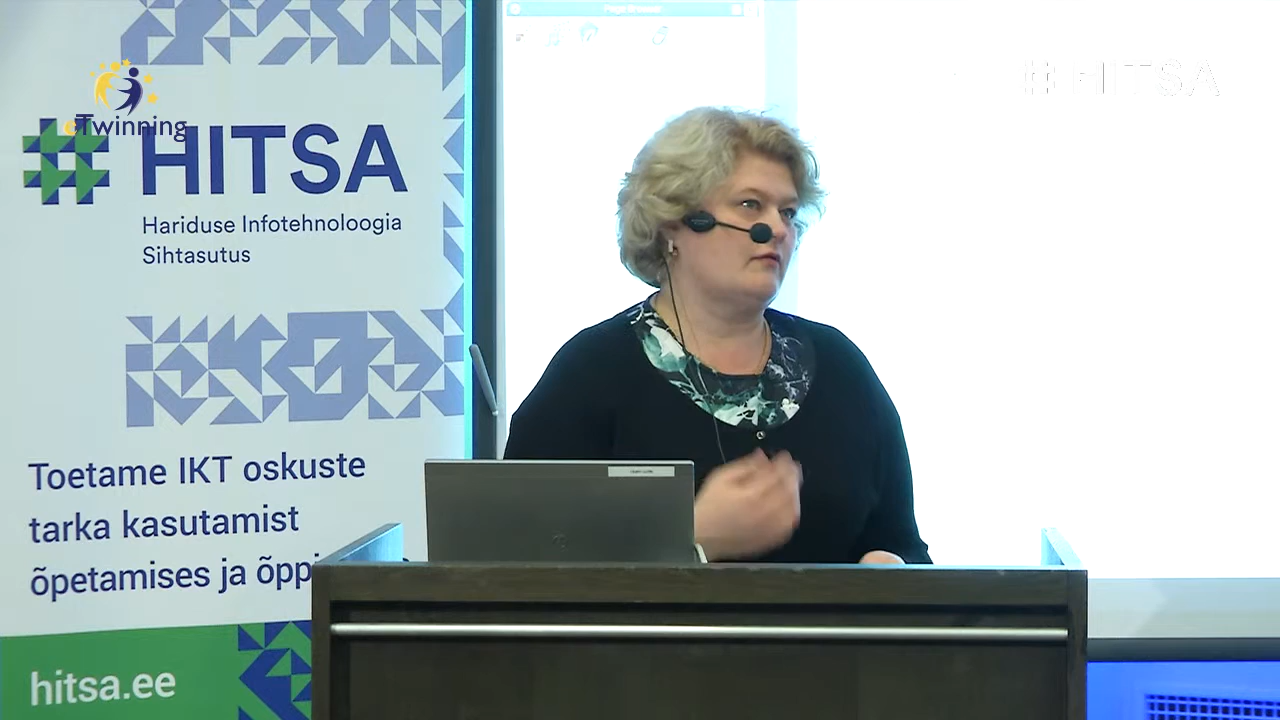 eTwinning
# HITSA
Hariduse Infotehnoloogia
Sihtasutus
Toetame IKT oskuste
tarka kasutamist
õpetamises ja õppi
hitsa.ee
# HITSA